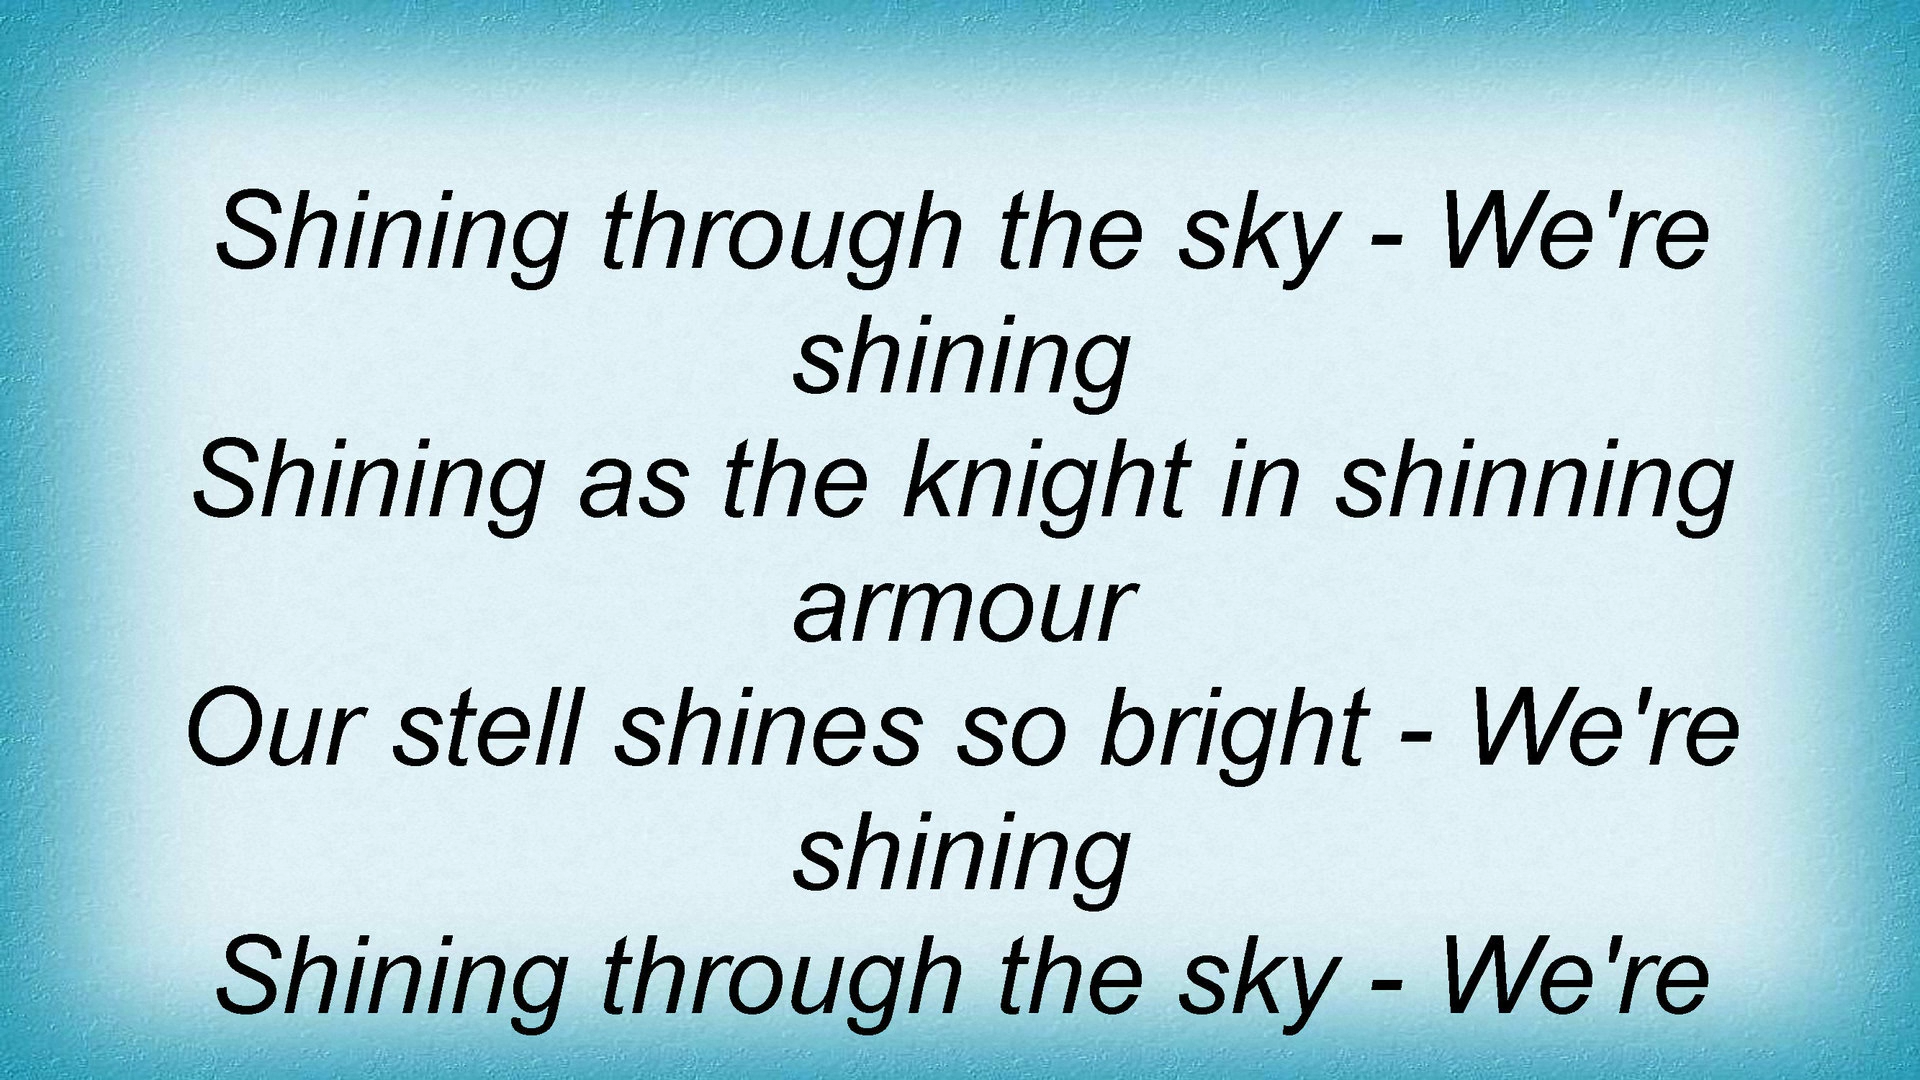 Shining through the sky - We're
shining
Shining as the knight in shinning
armour
Our stell shines so bright - We're
shining
Shining through the sky - We're